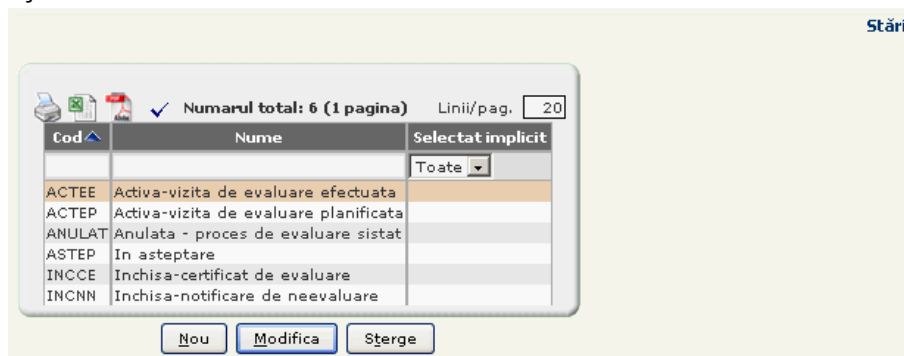 Stări
Numarul total: 6 (1 pagina) Linii/pag. 20
Cod Nume Selectat implicit
Toate
ACTEE Activa-vizita de evaluare efectuata
ACTEP Activa-vizita de evaluare planificata
ANULAT Anulata - proces de evaluare sistat
ASTEP In asteptare
INCCE Inchisa-certificat de evaluare
INCNN Inchisa-notificare de neevaluare
Nou Modifica Sterge